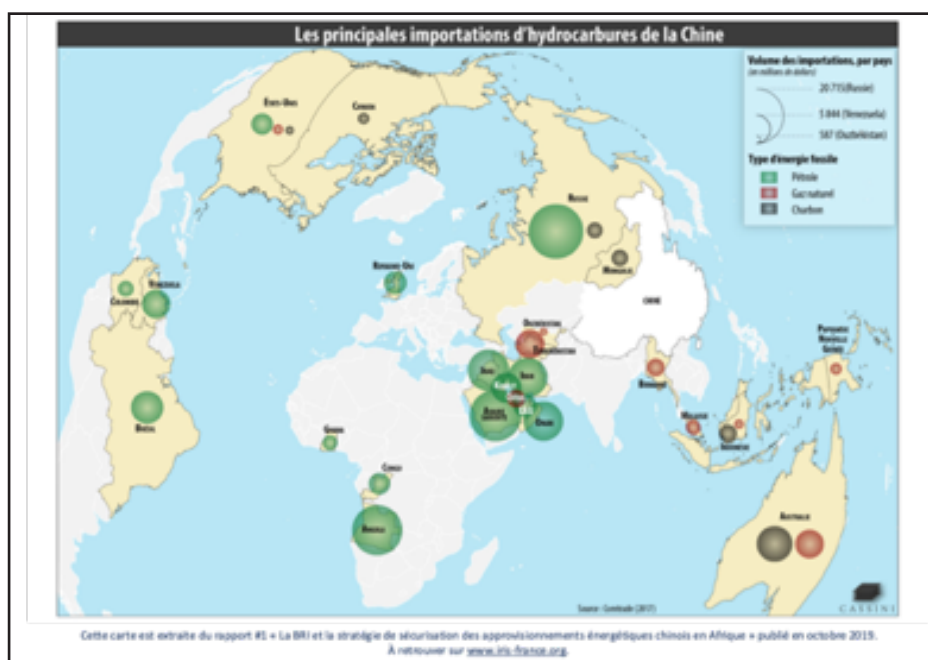 Les principales importations d'hydrocarbures de la Chine
Volume des importations, par pays
(en millions de dollars)
20 715 (Russie)
5 844 (Venezuela)
587 (Ouzbékistan)
Type d'énergie fossile
Pétrole
Gaz naturel
Charbon
États-Unis
Canada
Russie
Mongolie
Chine
Royaume-Uni
Colombie
Venezuela
Brésil
Ouzbékistan
Turkménistan
Irak
Iran
Koweït
Arabie
Saoudite
Oman
Ghana
Congo
Angola
Birmanie
Malaisie
Indonésie
Papouasie
Nouvelle
Guinée
Australie
Source : Comtrade (2017)
CASSINI
Cette carte est extraite du rapport #1 « La BRI et la stratégie de sécurisation des approvisionnements énergétiques chinois en Afrique » publié en octobre 2019.
À retrouver sur www.iris-france.org.